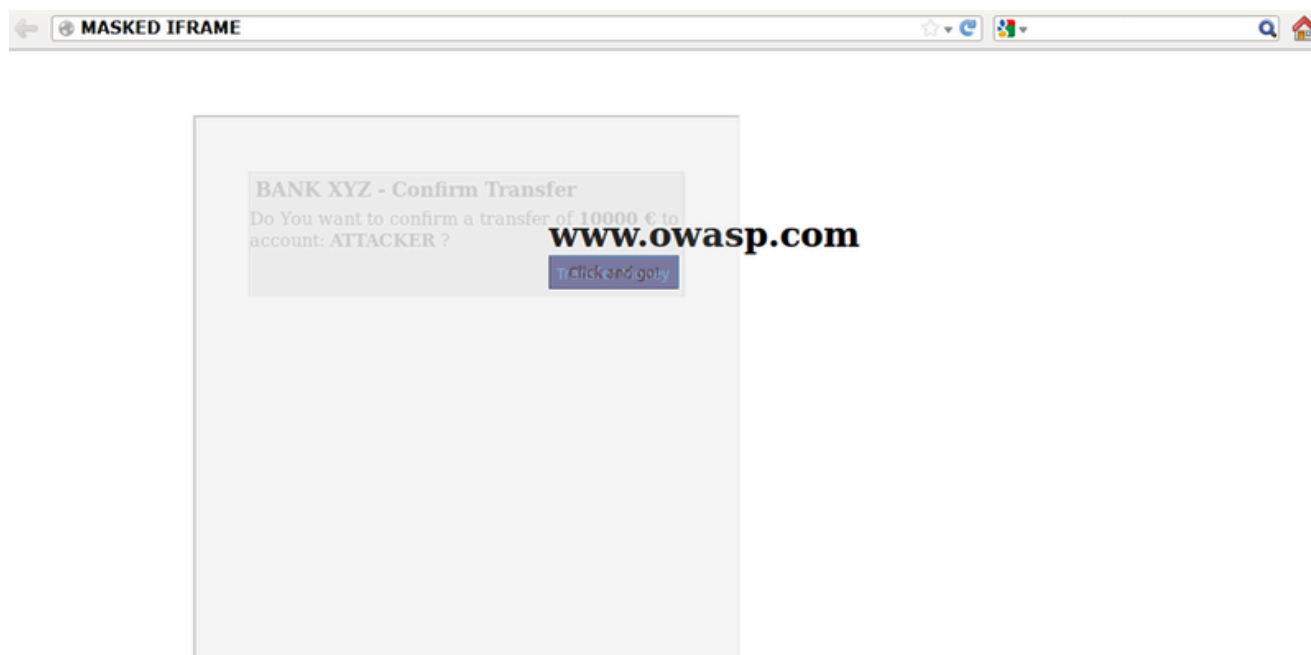 MASKED IFRAME
BANK XYZ - Confirm Transfer
Do You want to confirm a transfer of 10000 € to
account: ATTACKER ?
www.owasp.com
Click and go!